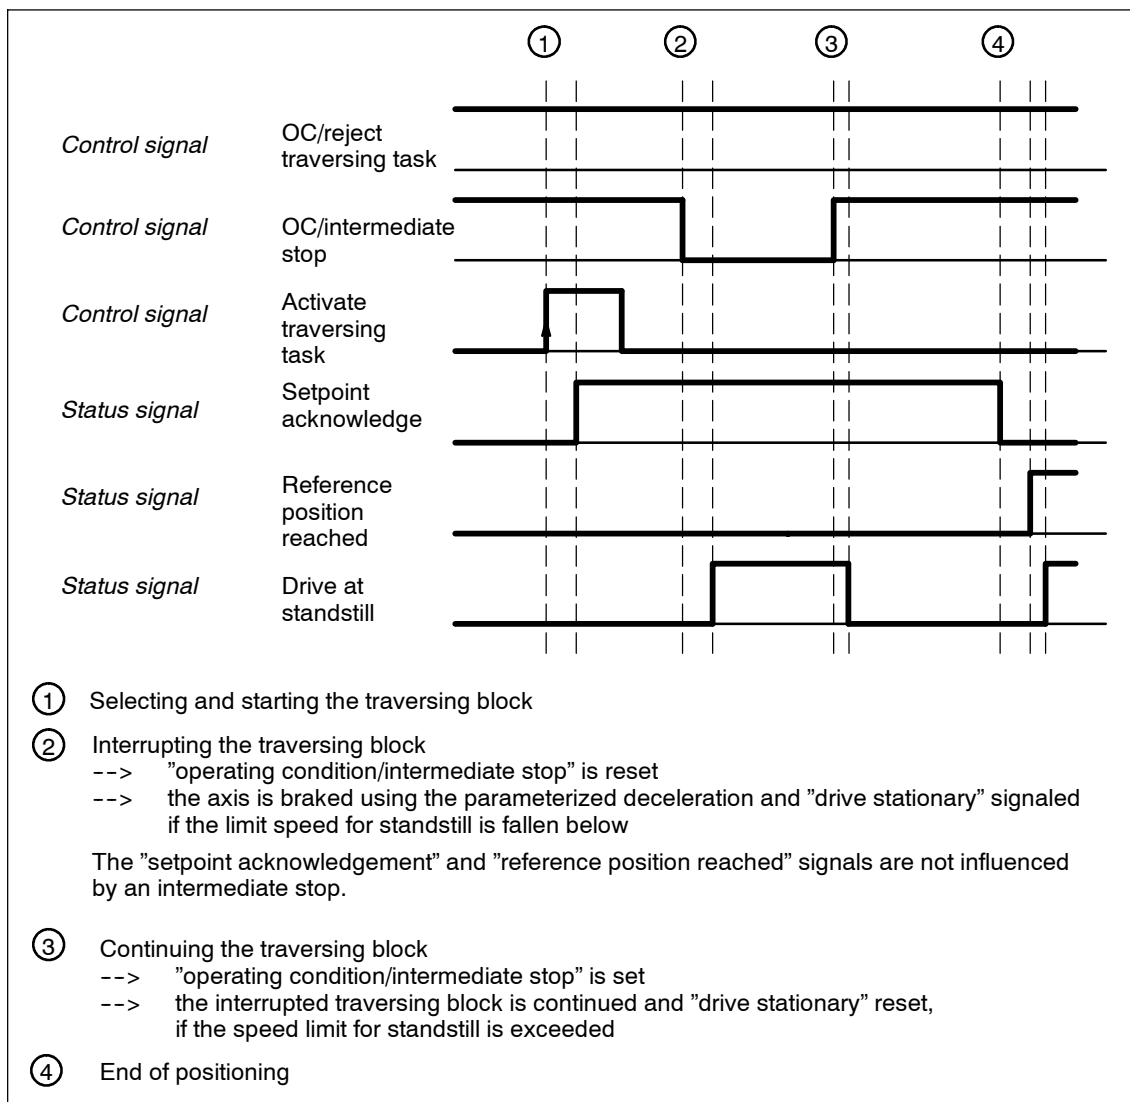 1 2 3 4
Control signal OC/reject
traversing task
Control signal OC/intermediate
stop
Control signal Activate
traversing
task
Status signal Setpoint
acknowledge
Status signal Reference
position
reached
Status signal Drive at
standstill
1 Selecting and starting the traversing block
2 Interrupting the traversing block
--> ”operating condition/intermediate stop” is reset
--> the axis is braked using the parameterized deceleration and ”drive stationary” signaled
if the limit speed for standstill is fallen below
The ”setpoint acknowledgement” and ”reference position reached” signals are not influenced
by an intermediate stop.
3 Continuing the traversing block
--> ”operating condition/intermediate stop” is set
--> the interrupted traversing block is continued and ”drive stationary” reset,
if the speed limit for standstill is exceeded
4 End of positioning